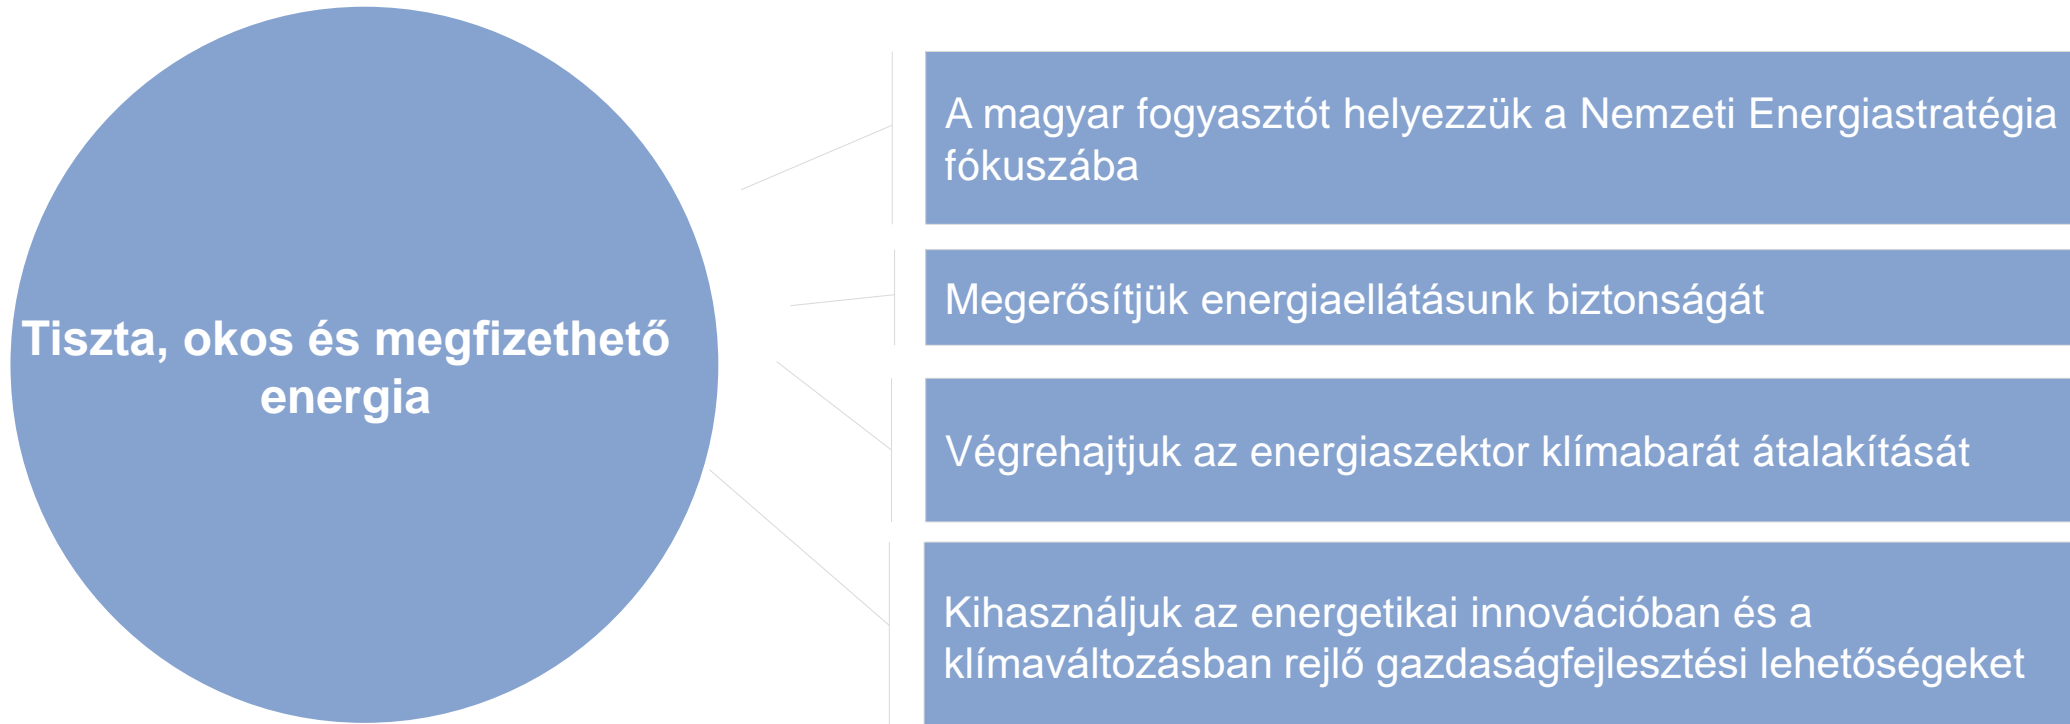 Tiszta, okos és megfizethető
energia
A magyar fogyasztót helyezzük a Nemzeti Energiastratégia
fókuszába
Megerősítjük energiaellátásunk biztonságát
Végrehajtjuk az energiaszektor klímabarát átalakítását
Kihasználjuk az energetikai innovációban és a
klímaváltozásban rejlő gazdaságfejlesztési lehetőségeket